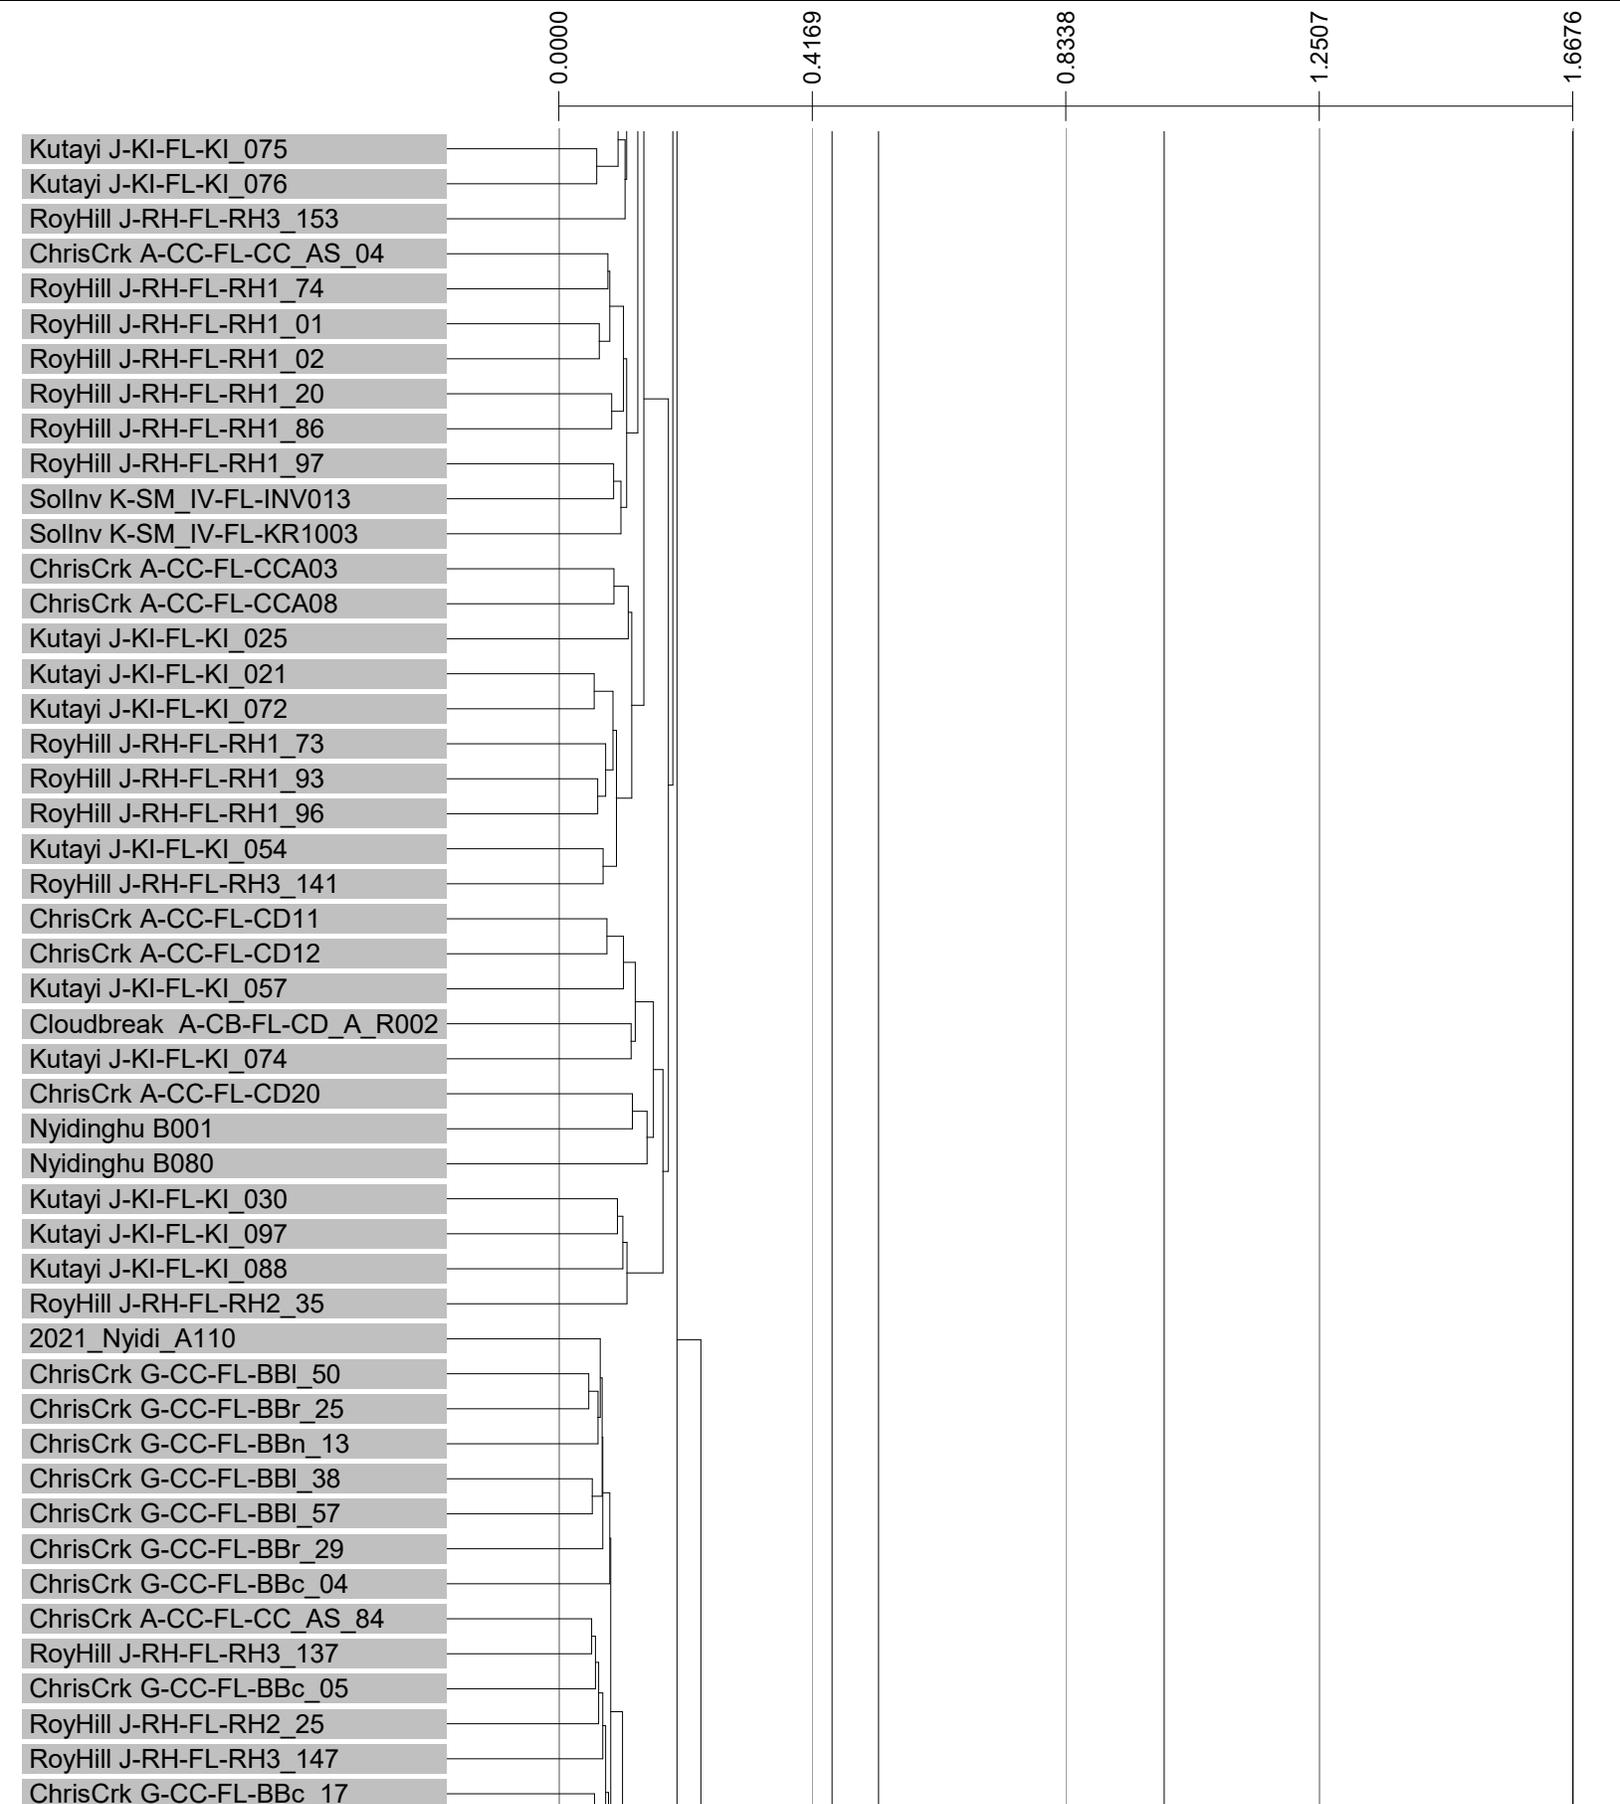 0.0000
0.4169
0.8338
1.2507
1.6676
Kutayi J-KI-FL-KI_075
Kutayi J-KI-FL-KI_076
RoyHill J-RH-FL-RH3_153
ChrisCrk A-CC-FL-CC_AS_04
RoyHill J-RH-FL-RH1_74
RoyHill J-RH-FL-RH1_01
RoyHill J-RH-FL-RH1_02
RoyHill J-RH-FL-RH1_20
RoyHill J-RH-FL-RH1_86
RoyHill J-RH-FL-RH1_97
SolInv K-SM_IV-FL-INV013
SolInv K-SM_IV-FL-KR1003
ChrisCrk A-CC-FL-CCA03
ChrisCrk A-CC-FL-CCA08
Kutayi J-KI-FL-KI_025
Kutayi J-KI-FL-KI_021
Kutayi J-KI-FL-KI_072
RoyHill J-RH-FL-RH1_73
RoyHill J-RH-FL-RH1_93
RoyHill J-RH-FL-RH1_96
Kutayi J-KI-FL-KI_054
RoyHill J-RH-FL-RH3_141
ChrisCrk A-CC-FL-CD11
ChrisCrk A-CC-FL-CD12
Kutayi J-KI-FL-KI_057
Cloudbreak  A-CB-FL-CD_A_R002
Kutayi J-KI-FL-KI_074
ChrisCrk A-CC-FL-CD20
Nyidinghu B001
Nyidinghu B080
Kutayi J-KI-FL-KI_030
Kutayi J-KI-FL-KI_097
Kutayi J-KI-FL-KI_088
RoyHill J-RH-FL-RH2_35
2021_Nyidi_A110
ChrisCrk G-CC-FL-BBl_50
ChrisCrk G-CC-FL-BBr_25
ChrisCrk G-CC-FL-BBn_13
ChrisCrk G-CC-FL-BBl_38
ChrisCrk G-CC-FL-BBl_57
ChrisCrk G-CC-FL-BBr_29
ChrisCrk G-CC-FL-BBc_04
ChrisCrk A-CC-FL-CC_AS_84
RoyHill J-RH-FL-RH3_137
ChrisCrk G-CC-FL-BBc_05
RoyHill J-RH-FL-RH2_25
RoyHill J-RH-FL-RH3_147
ChrisCrk G-CC-FL-BBc_17